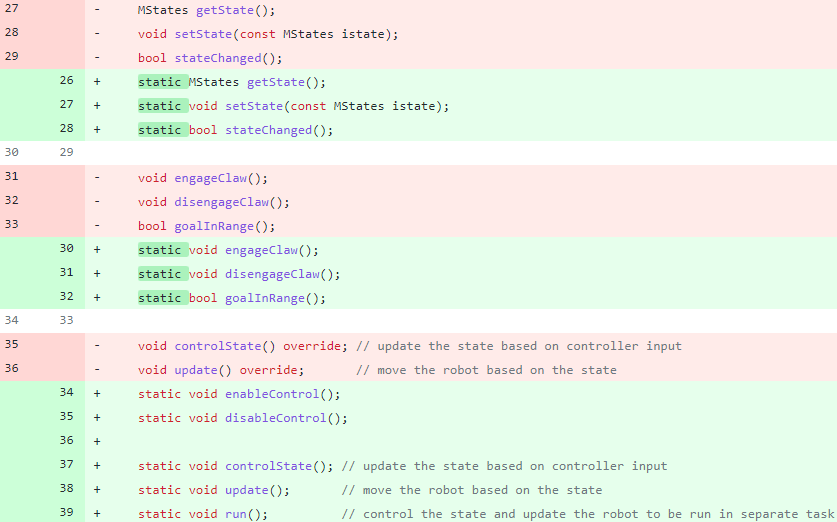 27 - MStates getState();
28 - void setState(const MStates istate);
29 - bool stateChanged();
26 + static MStates getState();
27 + static void setState(const MStates istate);
28 + static bool stateChanged();
30 29
31 - void engageClaw();
32 - void disengageClaw();
33 - bool goalInRange();
30 + static void engageClaw();
31 + static void disengageClaw();
32 + static bool goalInRange();
34 33
35 - void controlState() override; // update the state based on controller input
36 - void update() override; // move the robot based on the state
34 + static void enableControl();
35 + static void disableControl();
36 +
37 + static void controlState(); // update the state based on controller input
38 + static void update(); // move the robot based on the state
39 + static void run(); // control the state and update the robot to be run in separate task